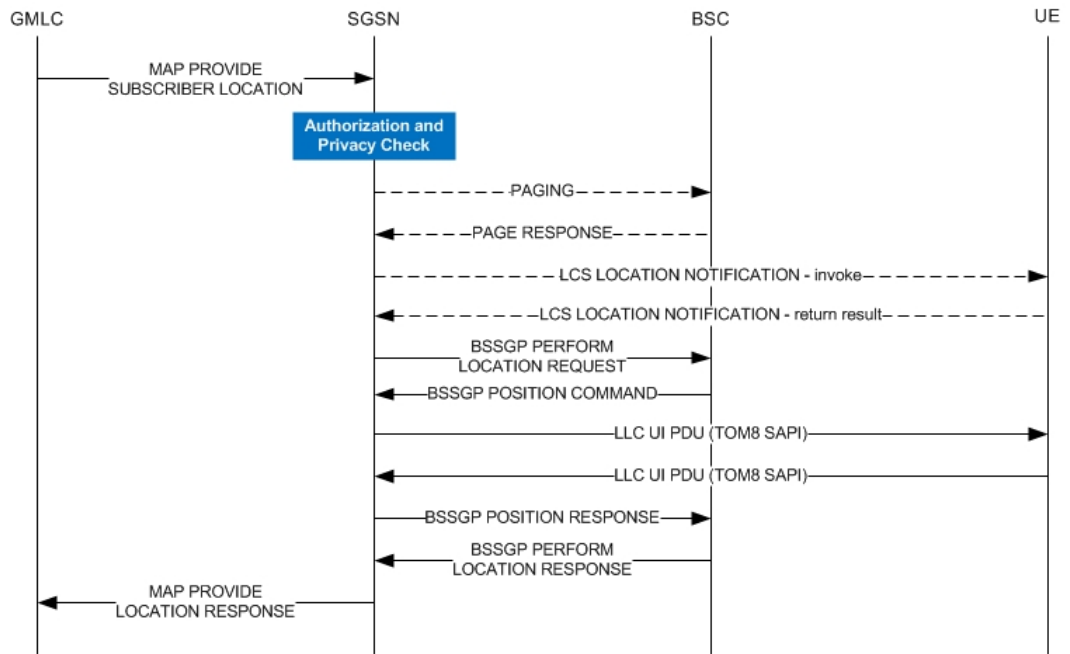 GMLC
SGSN
BSC
UE
MAP PROVIDE
SUBSCRIBER LOCATION
Authorization and
Privacy Check
PAGING
PAGE RESPONSE
LCS LOCATION NOTIFICATION - invoke
LCS LOCATION NOTIFICATION - return result
BSSGP PERFORM
LOCATION REQUEST
BSSGP POSITION COMMAND
LLC UI PDU (TOM8 SAPI)
LLC UI PDU (TOM8 SAPI)
BSSGP POSITION RESPONSE
BSSGP PERFORM
LOCATION RESPONSE
MAP PROVIDE
LOCATION RESPONSE